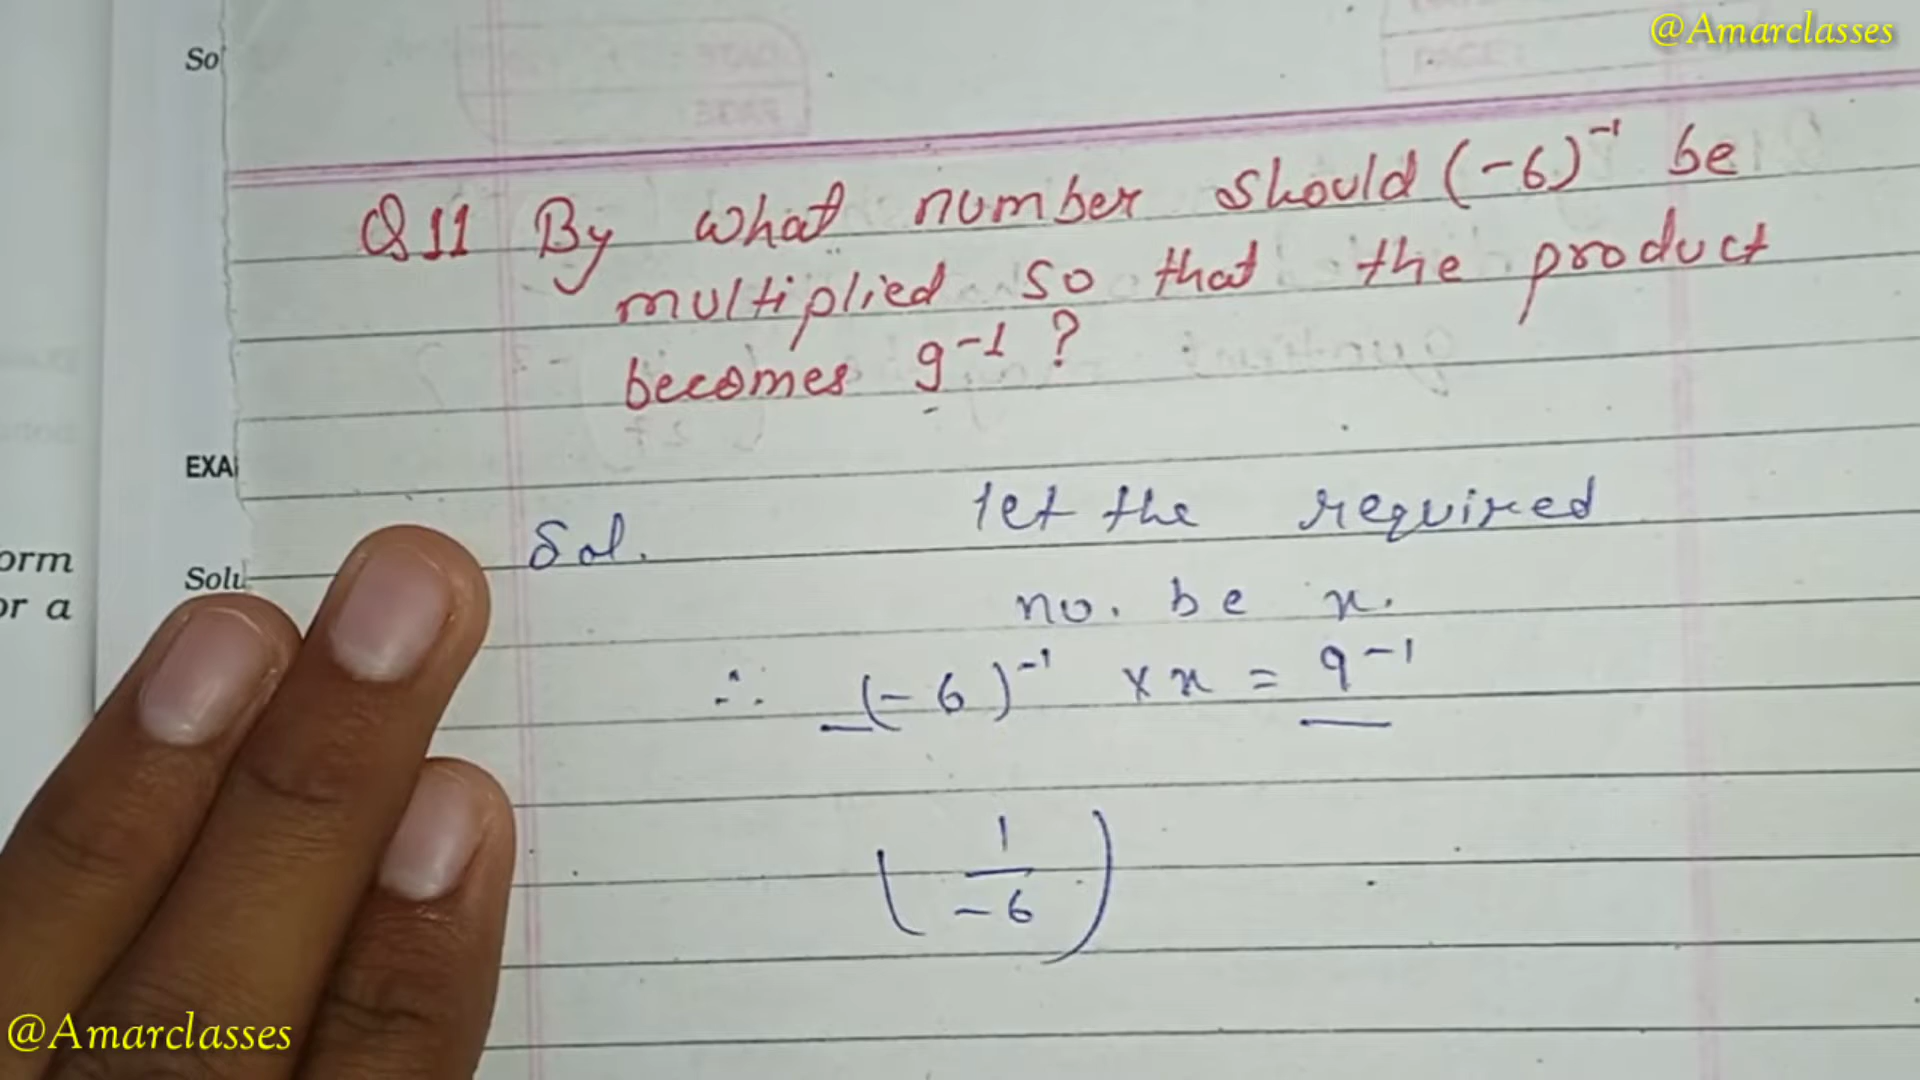 @Amarclasses
So
Q11 By what number should (-6)⁻¹ be
multiplied so that the product
becomes 9⁻¹ ?
EXA
Sol. let the required
orm
Solu
or a
no. be x.
∴ (-6)⁻¹ × x = 9⁻¹
( 1
-6 )
@Amarclasses